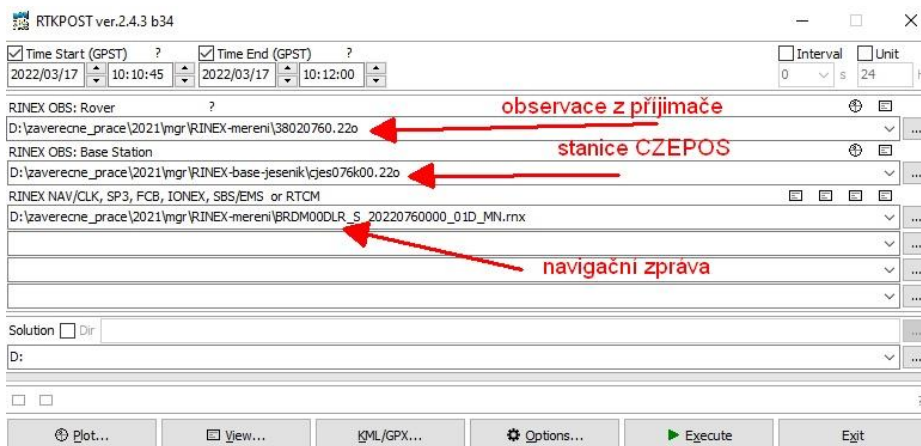 RTKPOST ver.2.4.3 b34
Time Start (GPST) ? Time End (GPST) ? Interval Unit
2022/03/17 10:10:45 2022/03/17 10:12:00 0 s 24 H
RINEX OBS: Rover ?
observace z příjimače
D:\zaverecne_prace\2021\mgr\RINEX-mereni\38020760.22o ...
RINEX OBS: Base Station
stanice CZEPOS
D:\zaverecne_prace\2021\mgr\RINEX-base-jesenik\cjes076k00.22o ...
RINEX NAV/CLK, SP3, FCB, IONEX, SBS/EMS or RTCM
D:\zaverecne_prace\2021\mgr\RINEX-mereni\BRDM00DLR_S_20220760000_01D_MN.rnx ...
...
navigační zpráva
...
...
Solution Dir ...
D: ...
?
Plot... View... KML/GPX... Options... Execute Exit